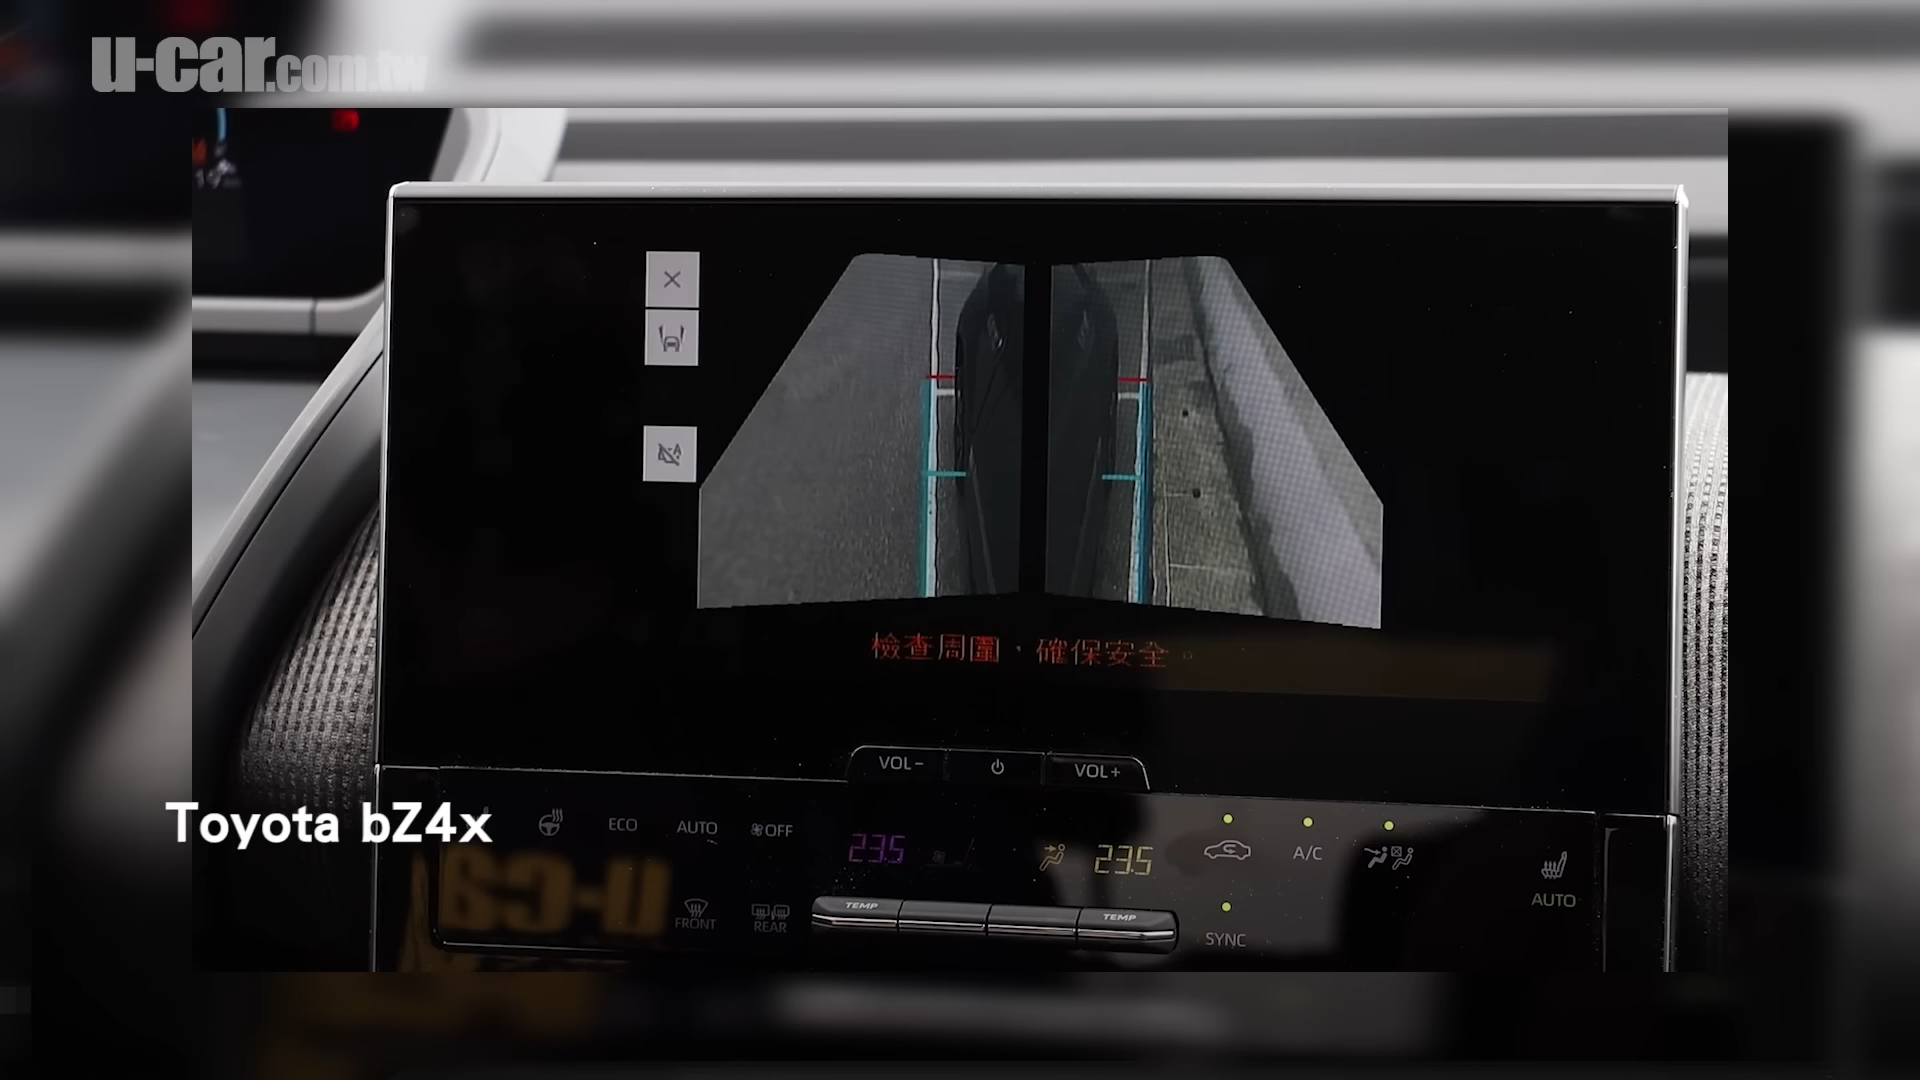 u-car.com.tw
檢查周圍,確保安全。
VOL- VOL+
Toyota bZ4x
ECO AUTO OFF 23.5 23.5 A/C
AUTO
FRONT REAR TEMP TEMP
SYNC